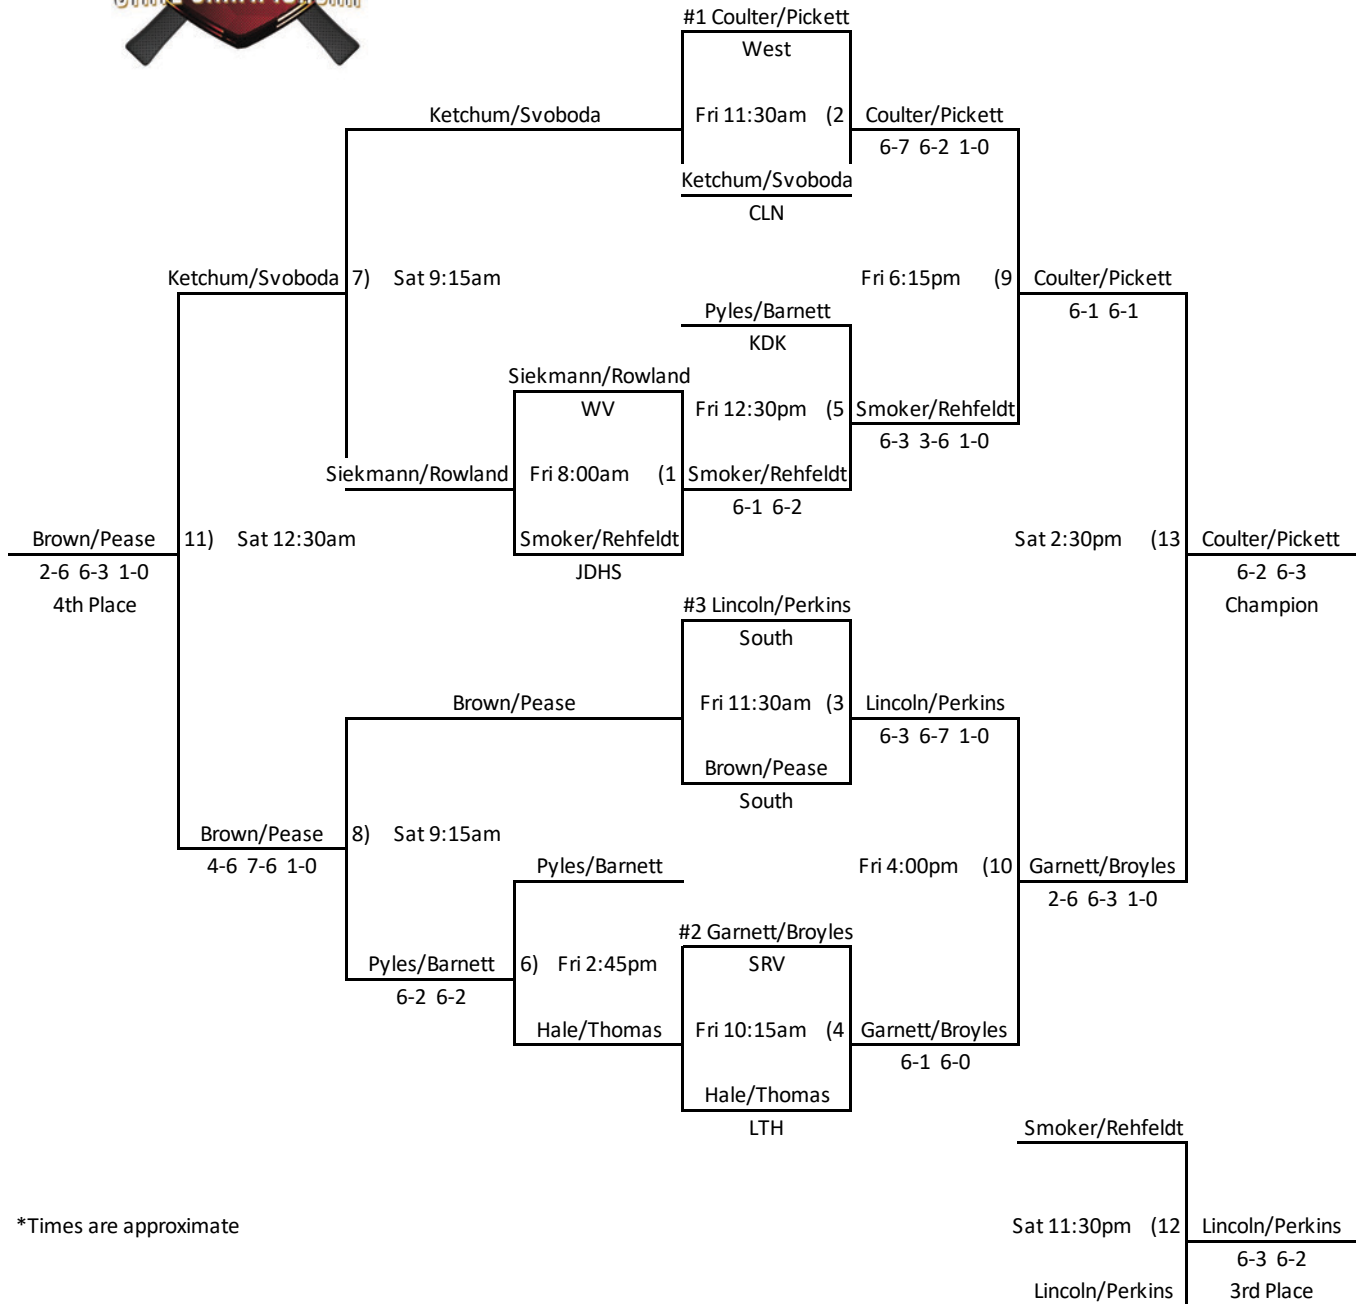 STATE CHAMPIONSHIP
#1 Coulter/Pickett
West
Ketchum/Svoboda
Fri 11:30am (2
Coulter/Pickett
6-7 6-2 1-0
Ketchum/Svoboda
CLN
Ketchum/Svoboda
7) Sat 9:15am
Fri 6:15pm (9
Coulter/Pickett
6-1 6-1
Pyles/Barnett
KDK
Siekmann/Rowland
WV
Fri 12:30pm (5
Smoker/Rehfeldt
6-3 3-6 1-0
Siekmann/Rowland
Fri 8:00am (1
Smoker/Rehfeldt
6-1 6-2
Brown/Pease
2-6 6-3 1-0
4th Place
11) Sat 12:30am
Smoker/Rehfeldt
JDHS
Sat 2:30pm (13
Coulter/Pickett
6-2 6-3
Champion
#3 Lincoln/Perkins
South
Brown/Pease
Fri 11:30am (3
Lincoln/Perkins
6-3 6-7 1-0
Brown/Pease
South
Brown/Pease
4-6 7-6 1-0
8) Sat 9:15am
Pyles/Barnett
Fri 4:00pm (10
Garnett/Broyles
2-6 6-3 1-0
#2 Garnett/Broyles
SRV
Pyles/Barnett
6-2 6-2
6) Fri 2:45pm
Hale/Thomas
Fri 10:15am (4
Garnett/Broyles
6-1 6-0
Hale/Thomas
LTH
Smoker/Rehfeldt
*Times are approximate
Sat 11:30pm (12
Lincoln/Perkins
6-3 6-2
Lincoln/Perkins
3rd Place